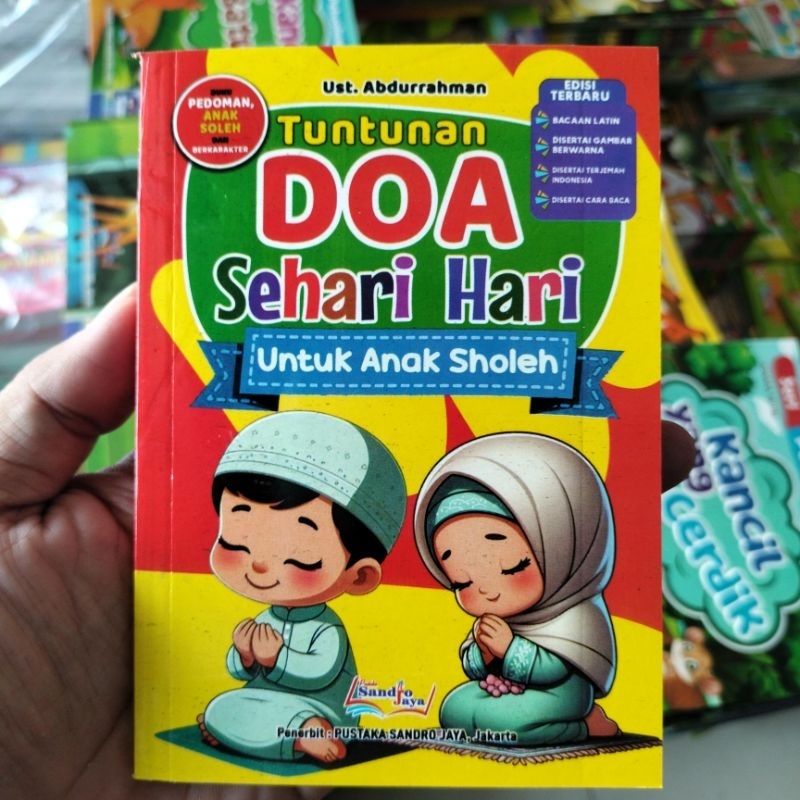 Ust. Abdurrahman
BUKU
PEDOMAN,
ANAK
SOLEH
DAN
BERKARAKTER
EDISI
TERBARU
BACAAN LATIN
DISERTAI GAMBAR
BERWARNA
DISERTAI TERJEMAH
INDONESIA
DISERTAI CARA BACA
Tuntunan
DOA
Sehari Hari
Untuk Anak Sholeh
Sandro
Jaya
Penerbit : PUSTAKA SANDRO JAYA, Jakarta
Kancil
yang
cerdik